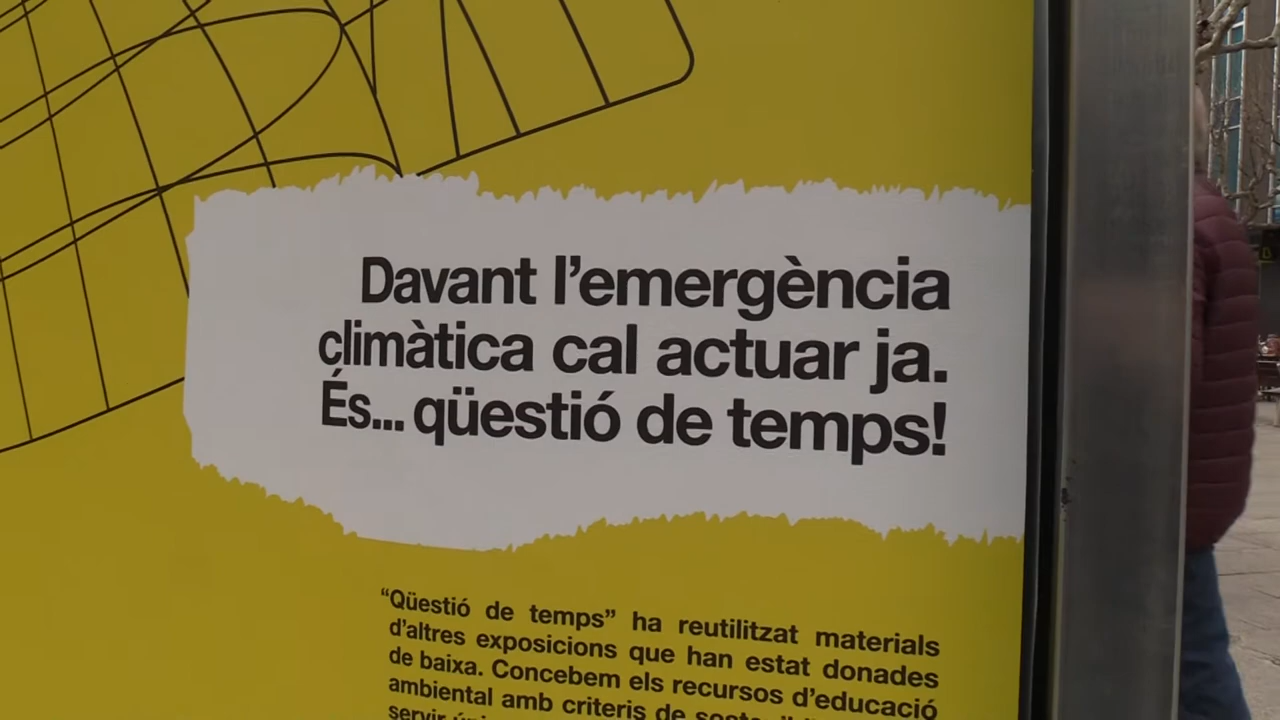 Davant l’emergència
climàtica cal actuar ja.
És... qüestió de temps!
“Qüestió de temps” ha reutilitzat materials
d’altres exposicions que han estat donades
de baixa. Concebem els recursos d’educació
ambiental amb criteris de
servir